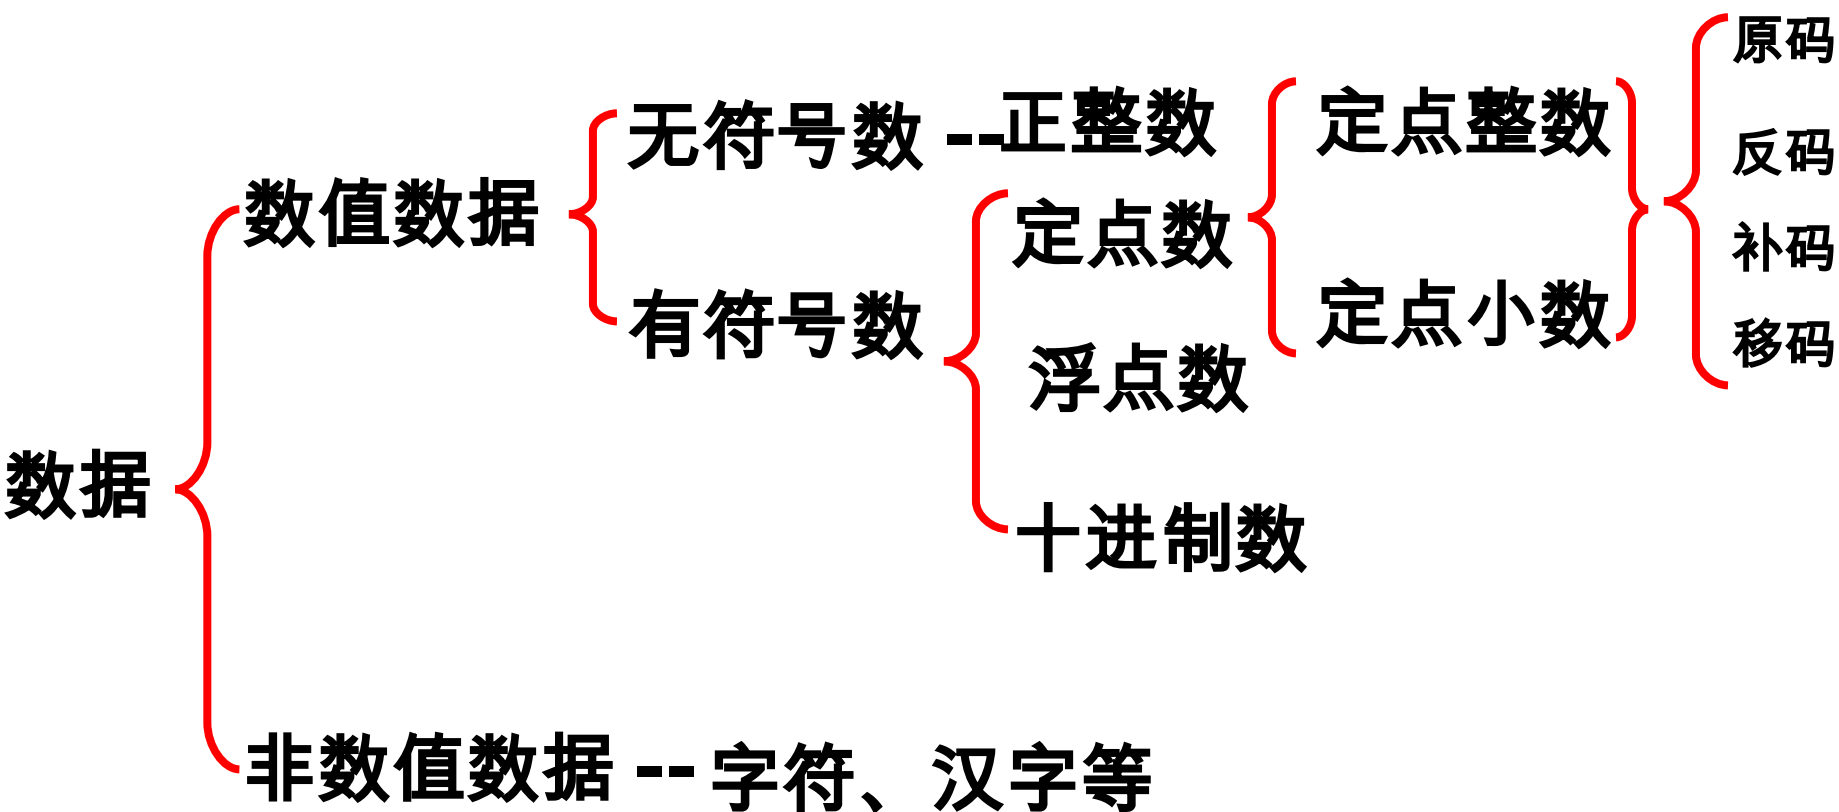 数据
数值数据
无符号数 --正整数
有符号数
定点数
定点整数
定点小数
原码
反码
补码
移码
浮点数
十进制数
非数值数据 -- 字符、汉字等